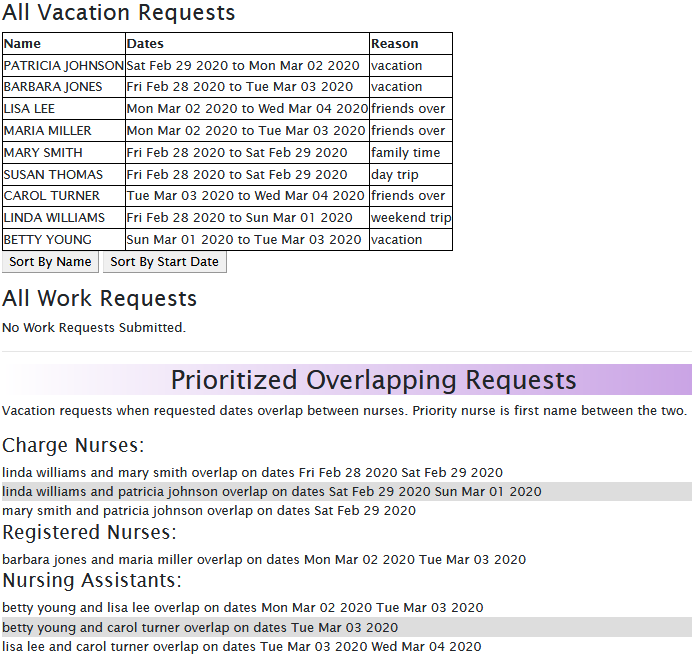 All Vacation Requests
Name Dates Reason
PATRICIA JOHNSON Sat Feb 29 2020 to Mon Mar 02 2020 vacation
BARBARA JONES Fri Feb 28 2020 to Tue Mar 03 2020 vacation
LISA LEE Mon Mar 02 2020 to Wed Mar 04 2020 friends over
MARIA MILLER Mon Mar 02 2020 to Tue Mar 03 2020 friends over
MARY SMITH Fri Feb 28 2020 to Sat Feb 29 2020 family time
SUSAN THOMAS Fri Feb 28 2020 to Sat Feb 29 2020 day trip
CAROL TURNER Tue Mar 03 2020 to Wed Mar 04 2020 friends over
LINDA WILLIAMS Fri Feb 28 2020 to Sun Mar 01 2020 weekend trip
BETTY YOUNG Sun Mar 01 2020 to Tue Mar 03 2020 vacation
Sort By Name Sort By Start Date
All Work Requests
No Work Requests Submitted.
Prioritized Overlapping Requests
Vacation requests when requested dates overlap between nurses. Priority nurse is first name between the two.
Charge Nurses:
linda williams and mary smith overlap on dates Fri Feb 28 2020 Sat Feb 29 2020
linda williams and patricia johnson overlap on dates Sat Feb 29 2020 Sun Mar 01 2020
mary smith and patricia johnson overlap on dates Sat Feb 29 2020
Registered Nurses:
barbara jones and maria miller overlap on dates Mon Mar 02 2020 Tue Mar 03 2020
Nursing Assistants:
betty young and lisa lee overlap on dates Mon Mar 02 2020 Tue Mar 03 2020
betty young and carol turner overlap on dates Tue Mar 03 2020
lisa lee and carol turner overlap on dates Tue Mar 03 2020 Wed Mar 04 2020